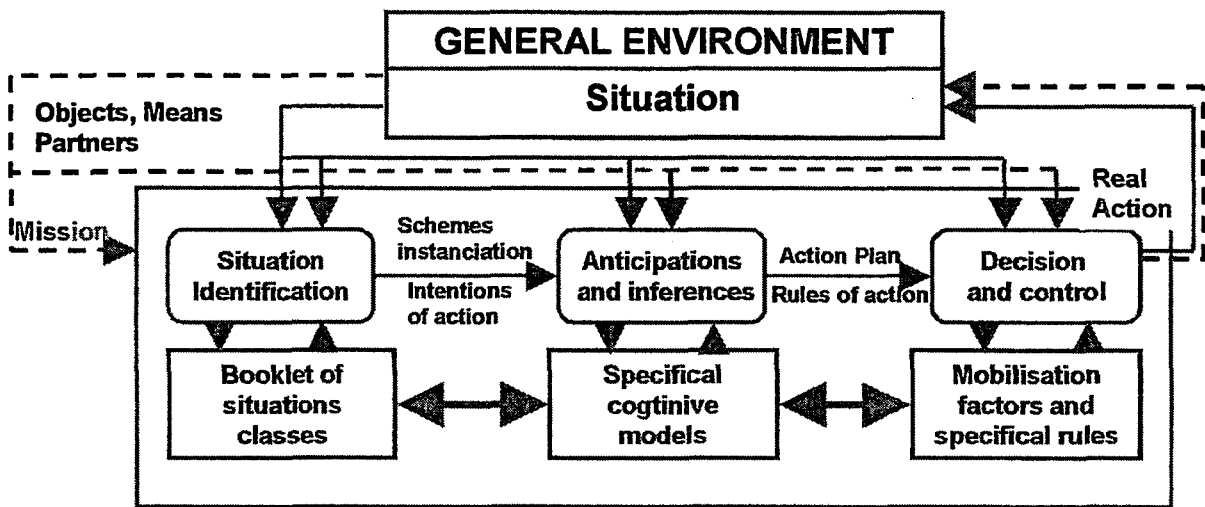 GENERAL ENVIRONMENT
Situation
Objects, Means
Partners
Real
Action
Mission
Situation
Identification
Schemes
instanciation
Intentions
of action
Anticipations
and inferences
Action Plan
Rules of action
Decision
and control
Booklet of
situations
classes
Specifical
cogtinive
models
Mobilisation
factors and
specifical rules